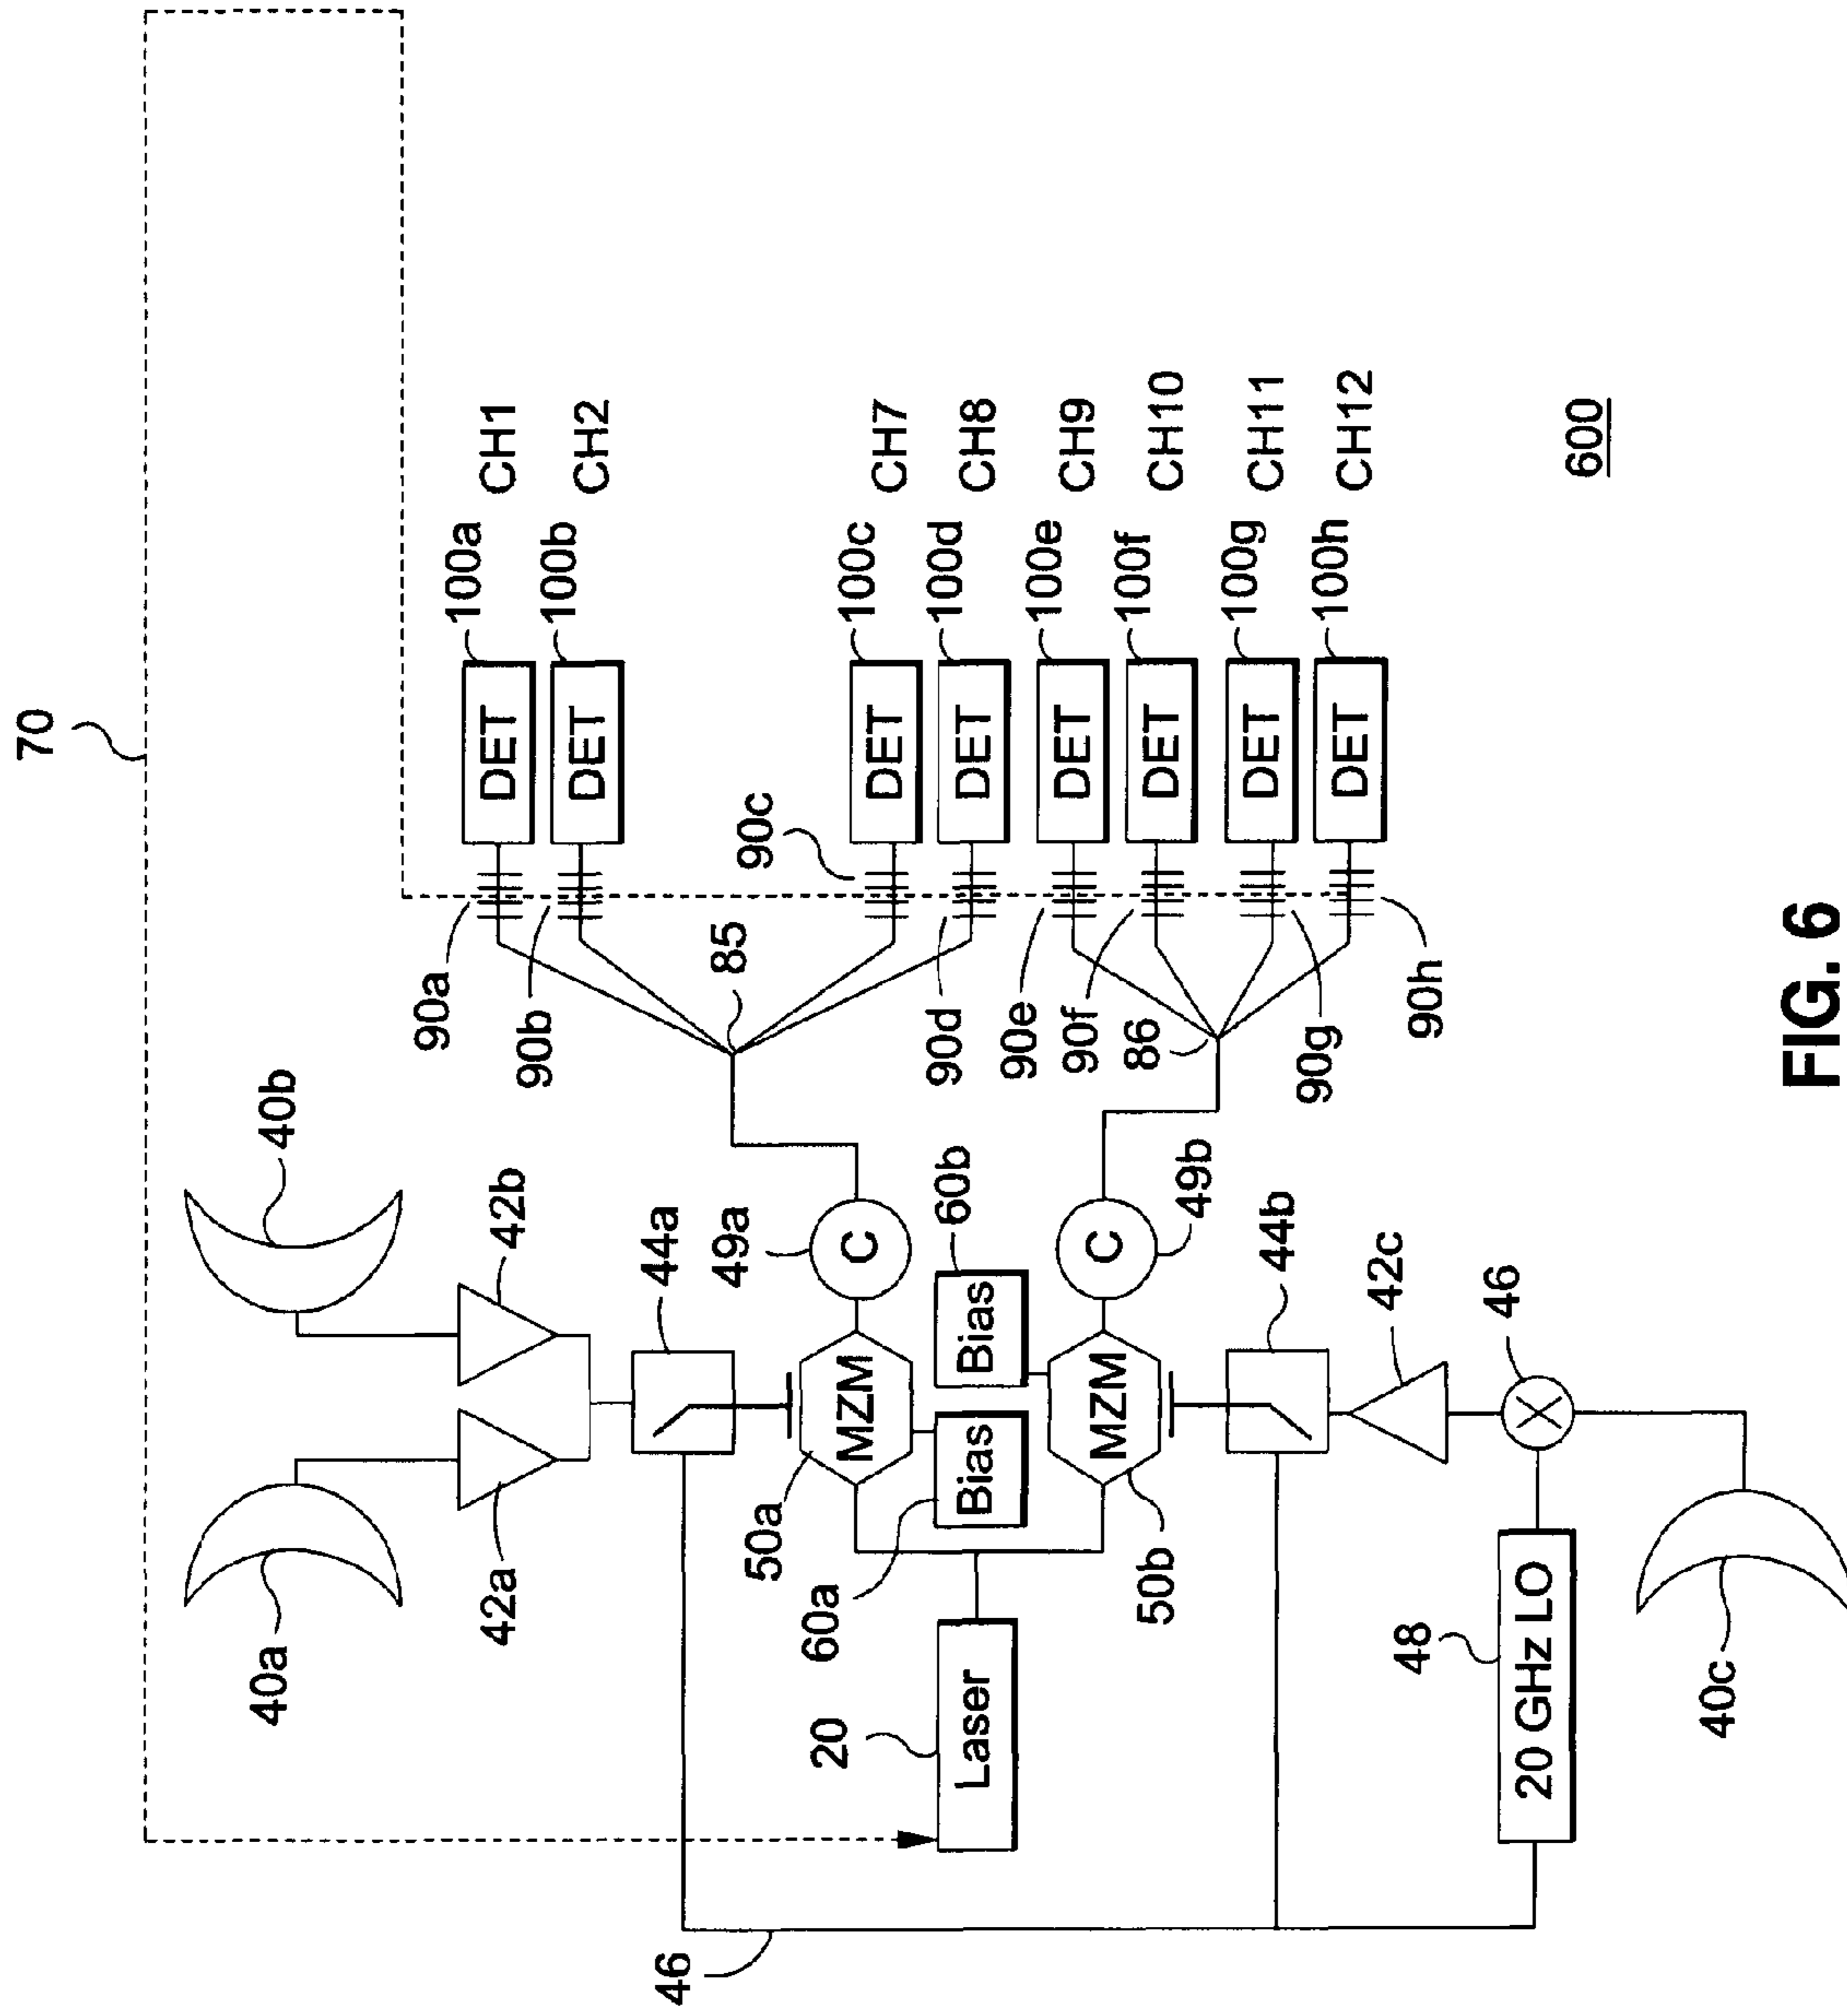 70
40a
40b
42a
42b
44a
46
49a
50a
MZM
C
20
Laser
60a
Bias
Bias
60b
50b
MZM
C
49b
44b
42c
46
48
20 GHz LO
40c
85
86
90a
90b
90c
90d
90e
90f
90g
90h
DET 100a CH1
DET 100b CH2
DET 100c CH7
DET 100d CH8
DET 100e CH9
DET 100f CH10
DET 100g CH11
DET 100h CH12
600
FIG. 6